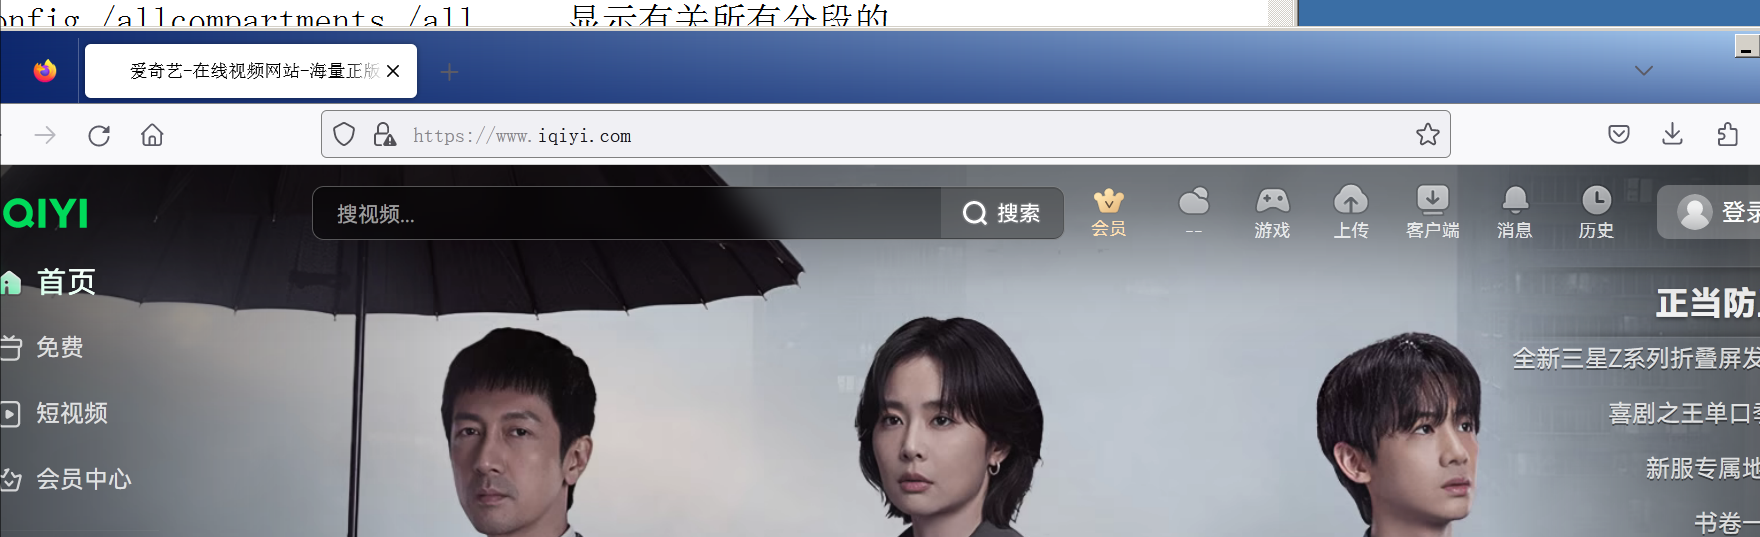 onfig /allcompartments /all 显示有关所有分段的
爱奇艺-在线视频网站-海量正版
https://www.iqiyi.com
QIYI
搜视频...
搜索
会员
--
游戏
上传
客户端
消息
历史
登录
首页
免费
短视频
会员中心
正当防
全新三星Z系列折叠屏发
喜剧之王单口季
新服专属地
书卷一